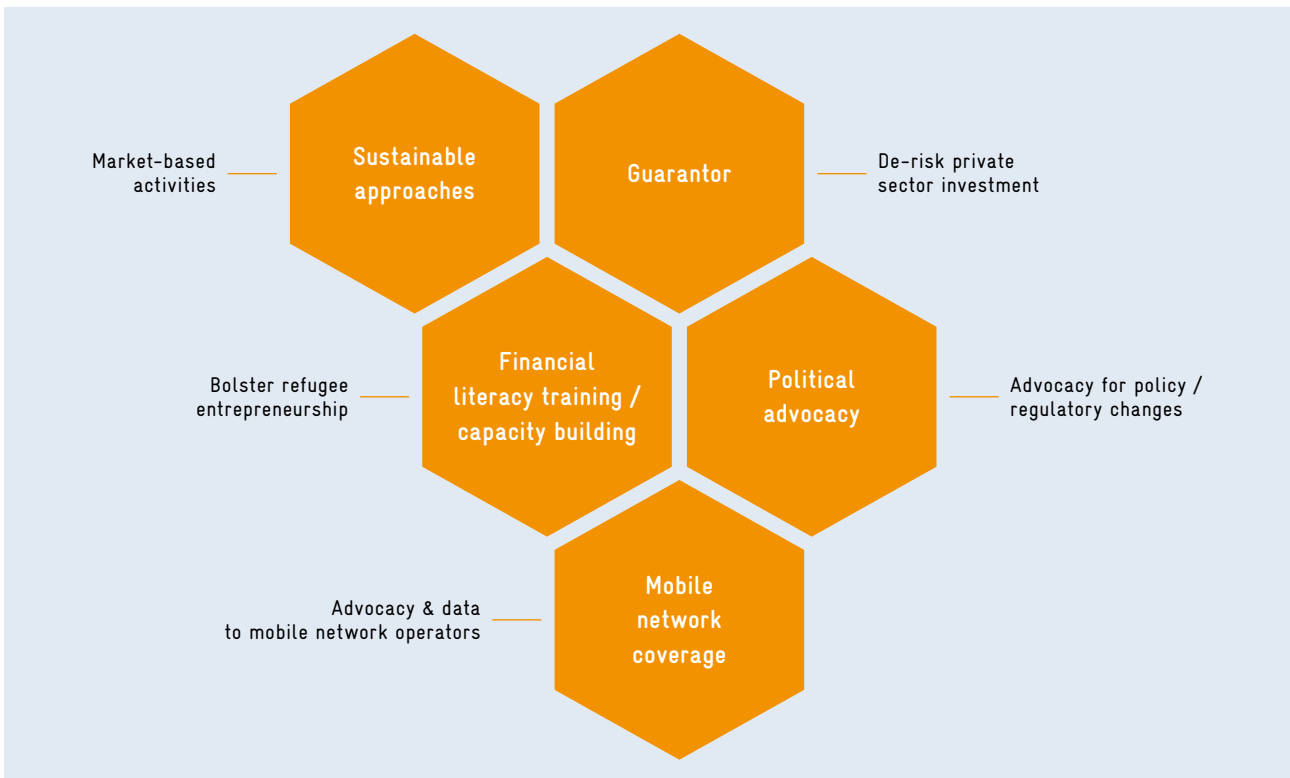 Market-based
activities
Sustainable
approaches
Guarantor
De-risk private
sector investment
Bolster refugee
entrepreneurship
Financial
literacy training /
capacity building
Political
advocacy
Advocacy for policy /
regulatory changes
Advocacy & data
to mobile network operators
Mobile
network
coverage